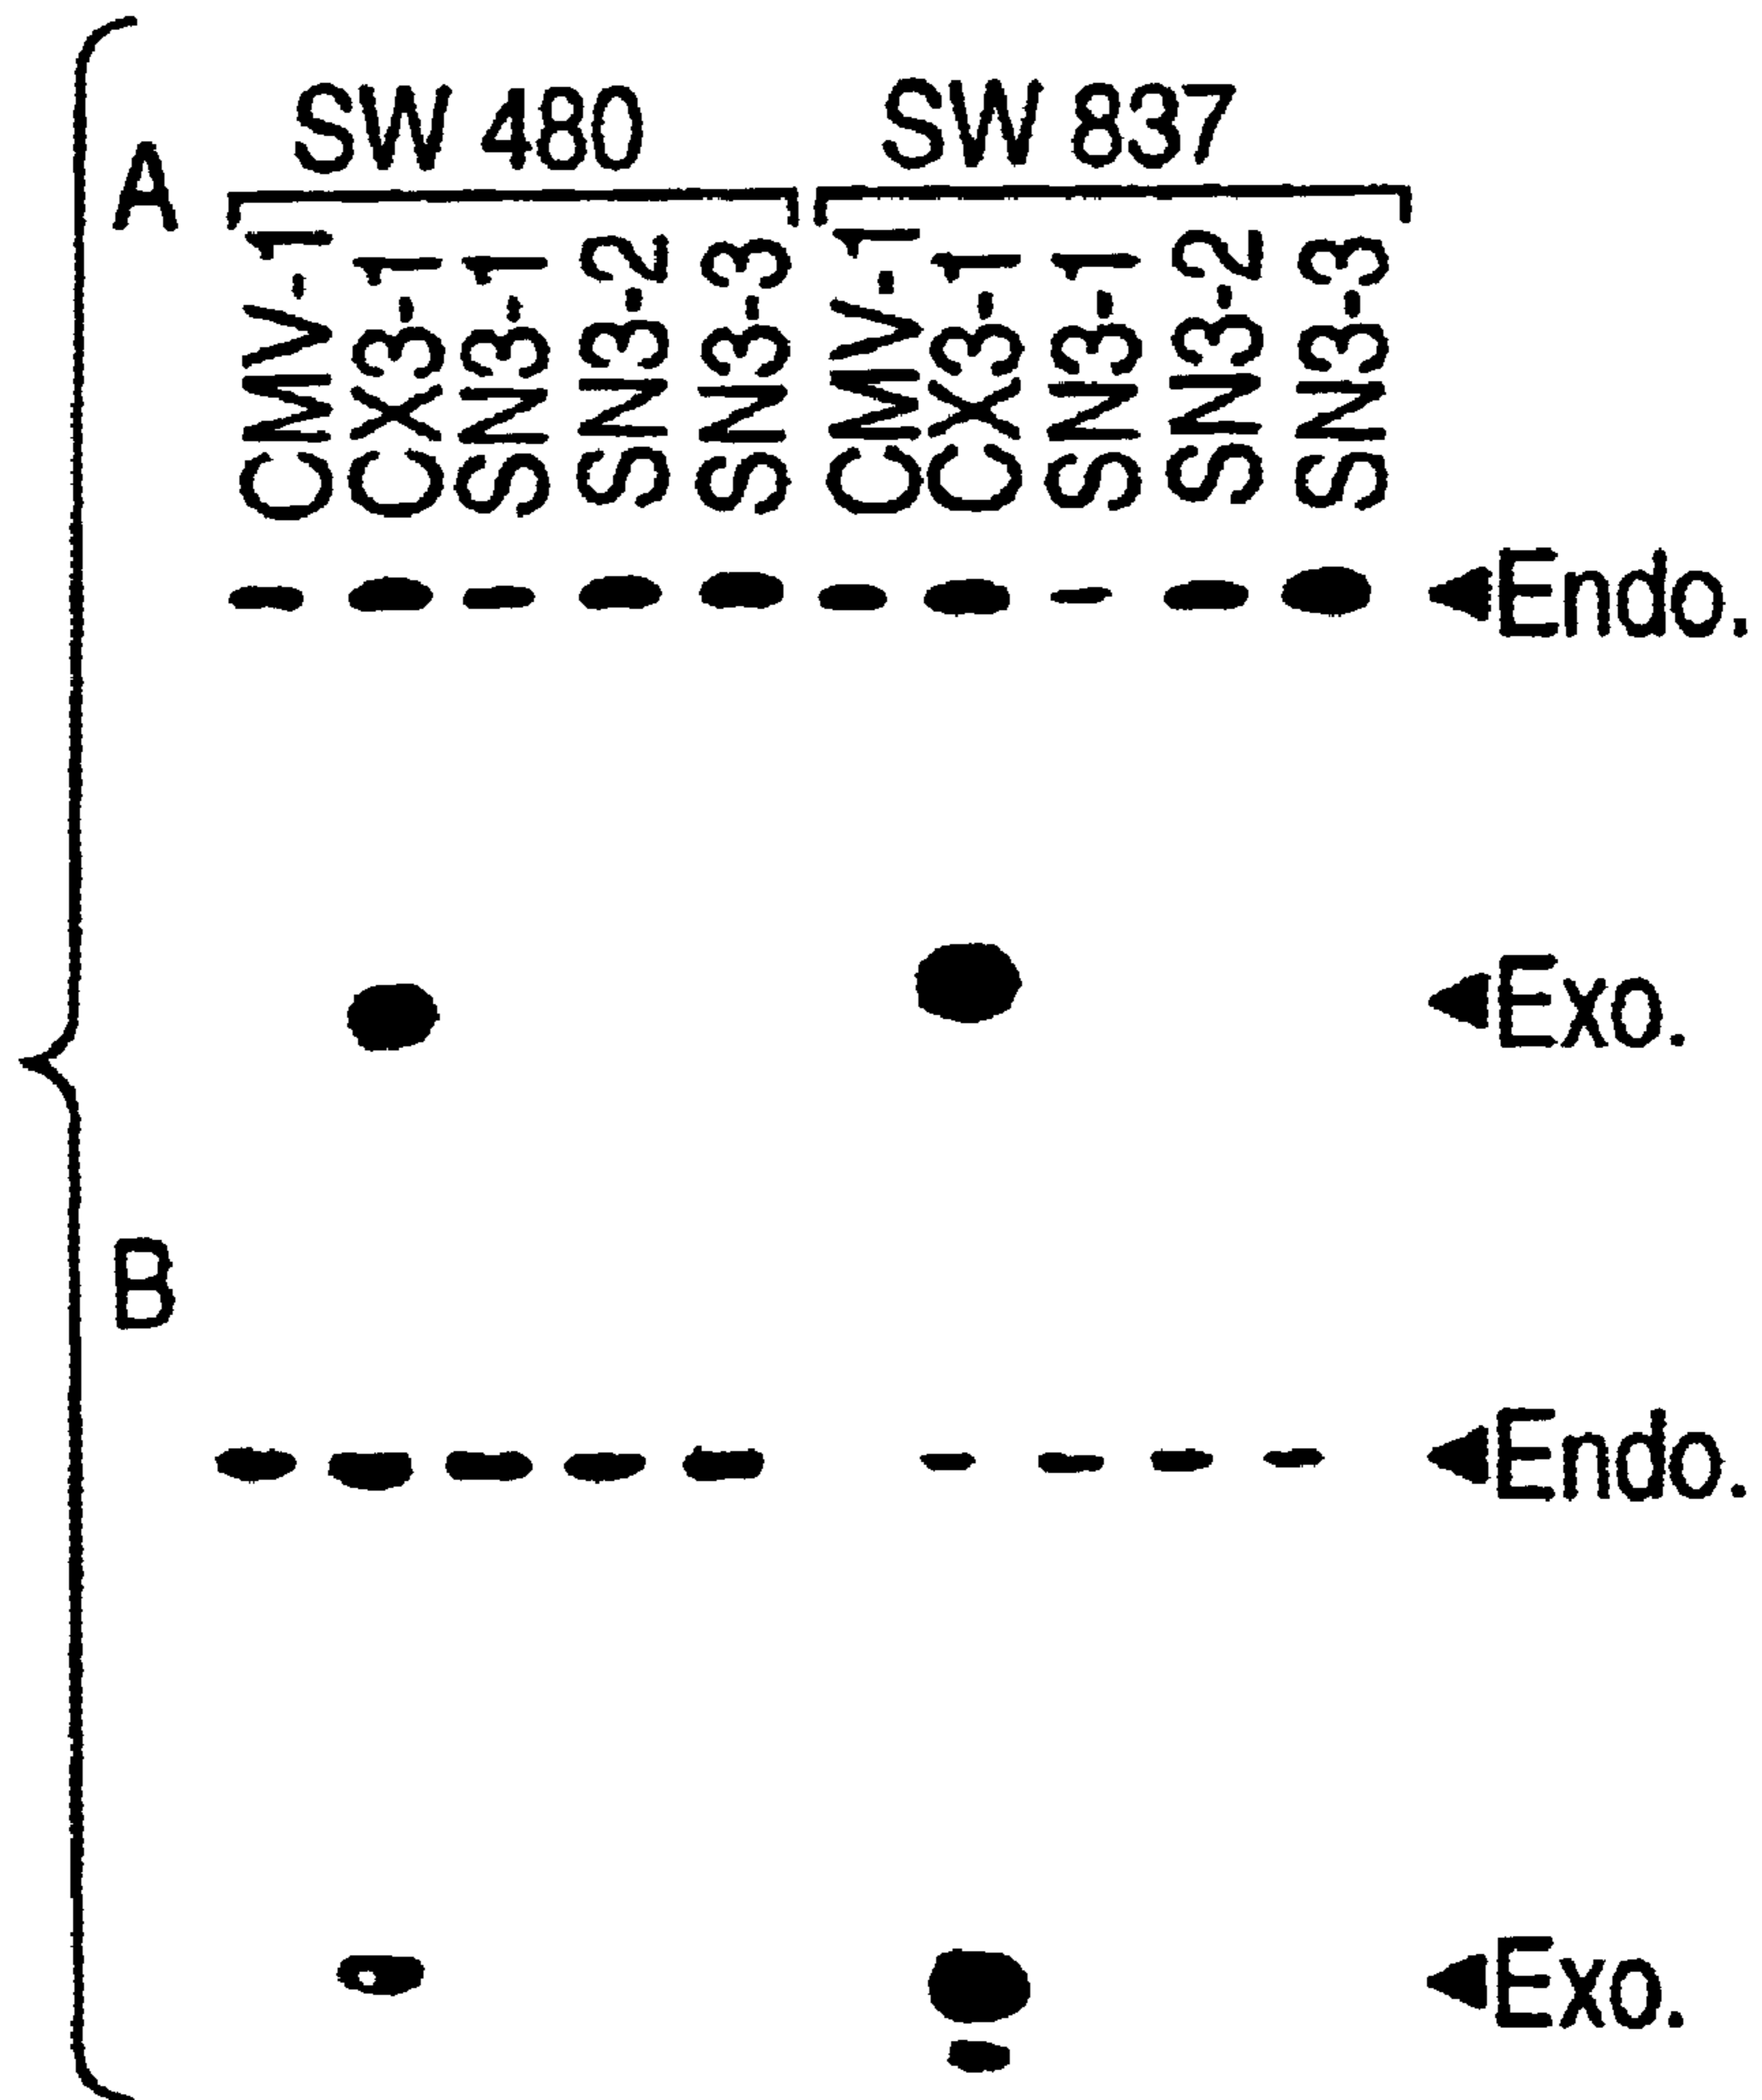 A
SW 480 SW 837
CMV-1 CX3-1 SN3-1 SN3-2 SN3-3 CMV-1 CX3-1 SN3-1 SN3-2 SN3-3
Endo.
Exo.
B
Endo.
Exo.